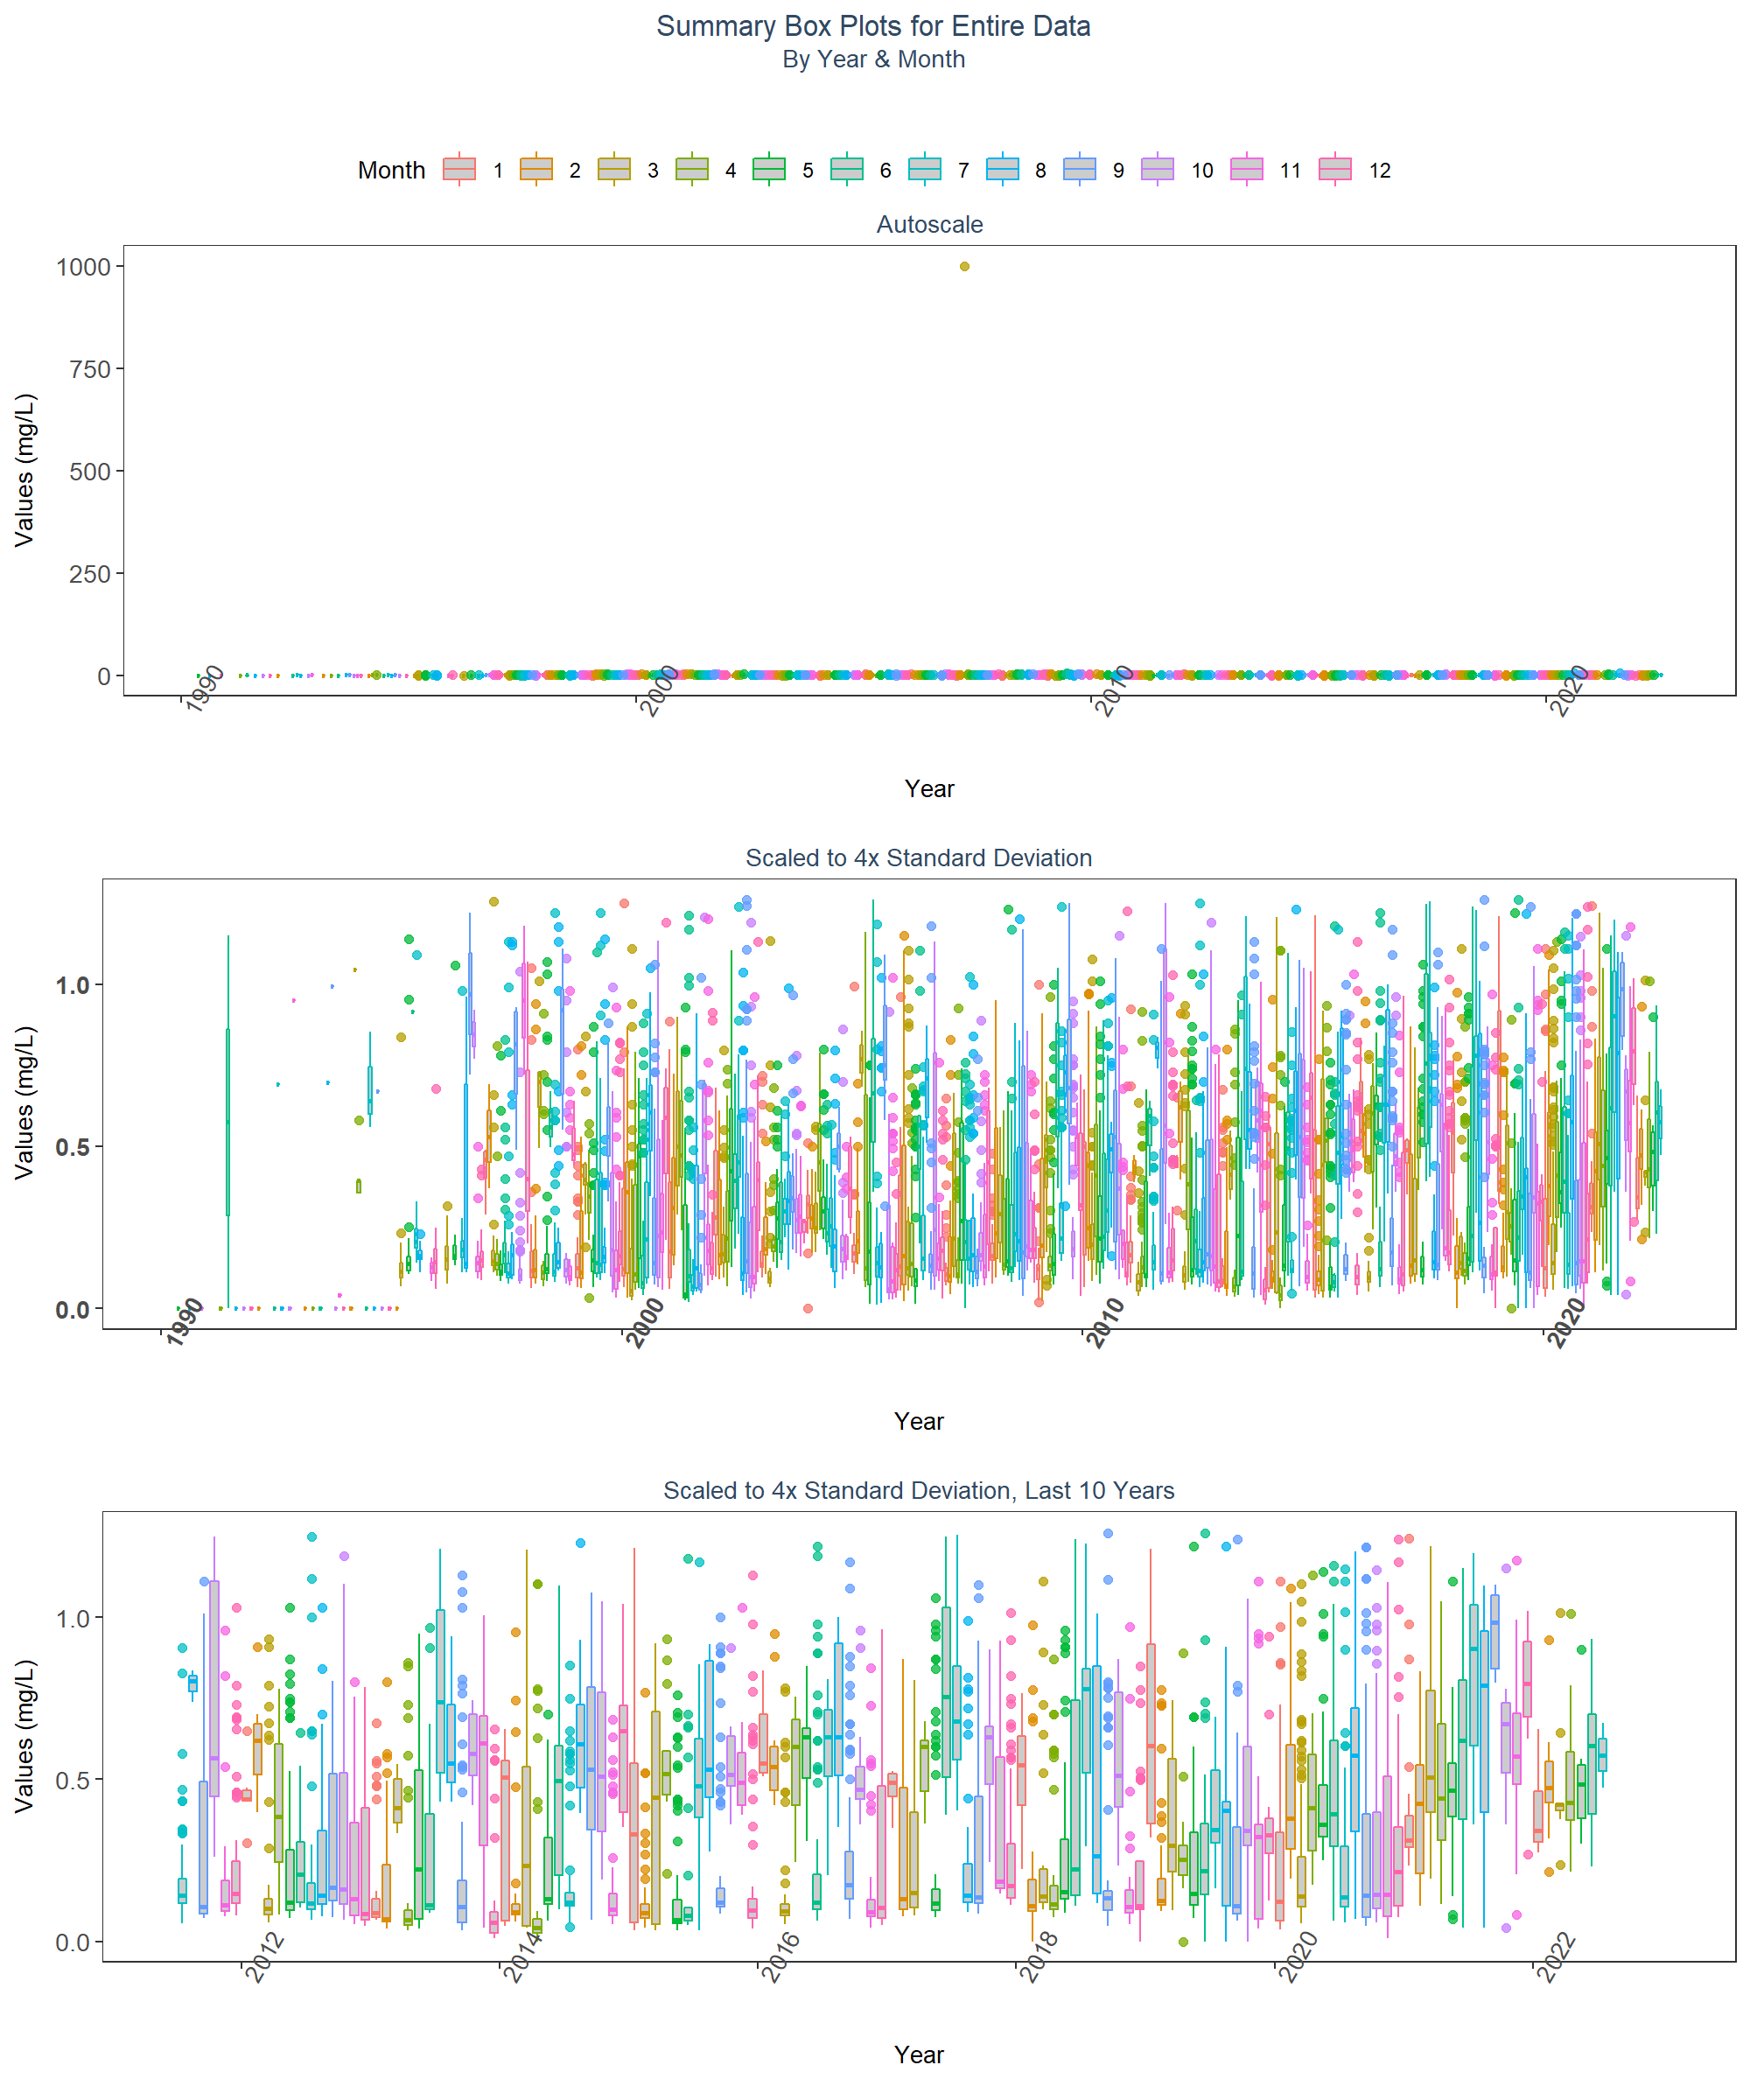 Summary Box Plots for Entire Data
By Year & Month
Month 1 2 3 4 5 6 7 8 9 10 11 12
Autoscale
Values (mg/L)
1000
750
500
250
0
1990 2000 2010 2020
Year
Scaled to 4x Standard Deviation
Values (mg/L)
1.0
0.5
0.0
1990 2000 2010 2020
Year
Scaled to 4x Standard Deviation, Last 10 Years
Values (mg/L)
1.0
0.5
0.0
2012 2014 2016 2018 2020 2022
Year